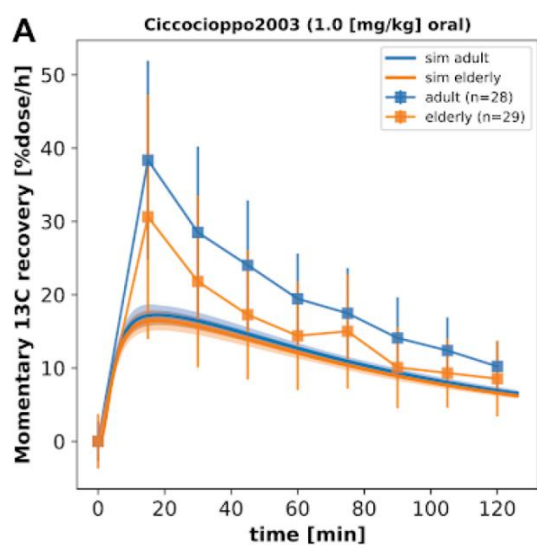 A
Ciccocioppo2003 (1.0 [mg/kg] oral)
sim adult
sim elderly
adult (n=28)
elderly (n=29)
Momentary 13C recovery [%dose/h]
50
40
30
20
10
0
0 20 40 60 80 100 120
time [min]